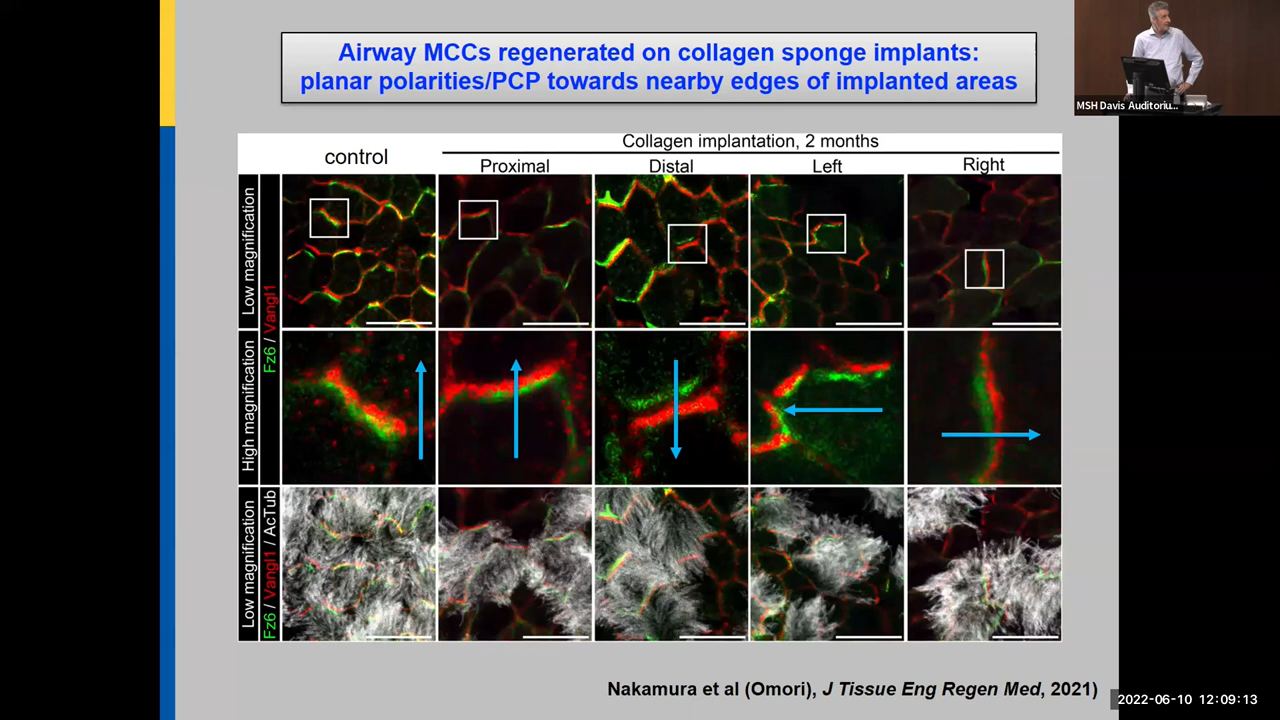 Airway MCCs regenerated on collagen sponge implants:
planar polarities/PCP towards nearby edges of implanted areas
MSH Davis Auditoriu...
Collagen implantation, 2 months
control
Proximal
Distal
Left
Right
Low magnification
Fz6 / Vangl1
High magnification
Low magnification
Fz6 / Vangl1 / AcTub
Nakamura et al (Omori), J Tissue Eng Regen Med, 2021)
2022-06-10 12:09:13